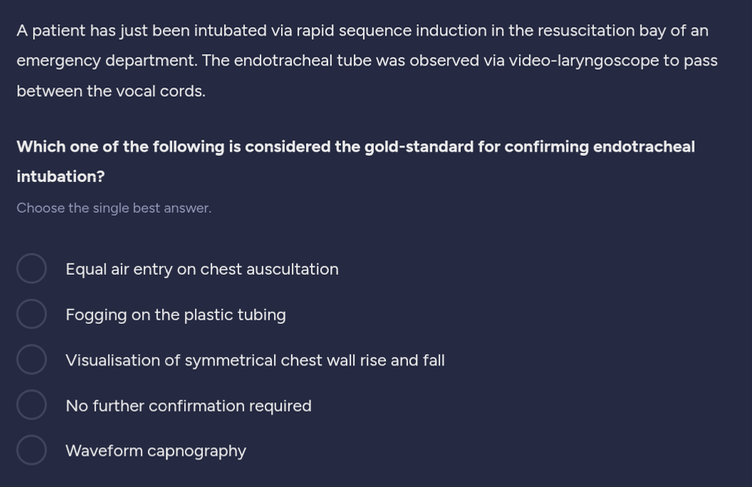 A patient has just been intubated via rapid sequence induction in the resuscitation bay of an
emergency department. The endotracheal tube was observed via video-laryngoscope to pass
between the vocal cords.
Which one of the following is considered the gold-standard for confirming endotracheal
intubation?
Choose the single best answer.
Equal air entry on chest auscultation
Fogging on the plastic tubing
Visualisation of symmetrical chest wall rise and fall
No further confirmation required
Waveform capnography